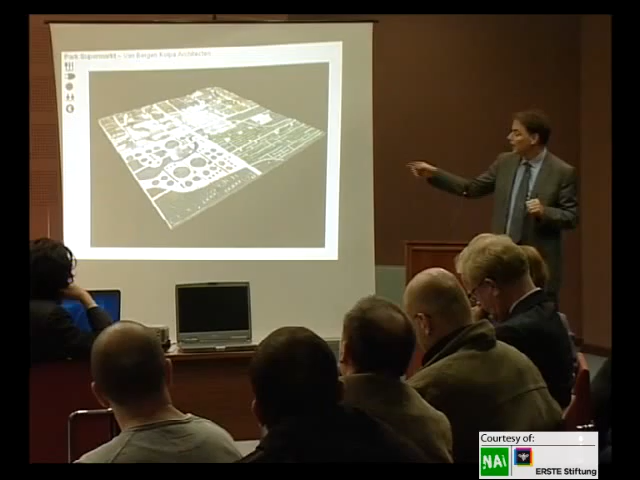 Park Supermarkt – Van Bergen Kolpa Architecten
Courtesy of:
NAi
ERSTE Stiftung